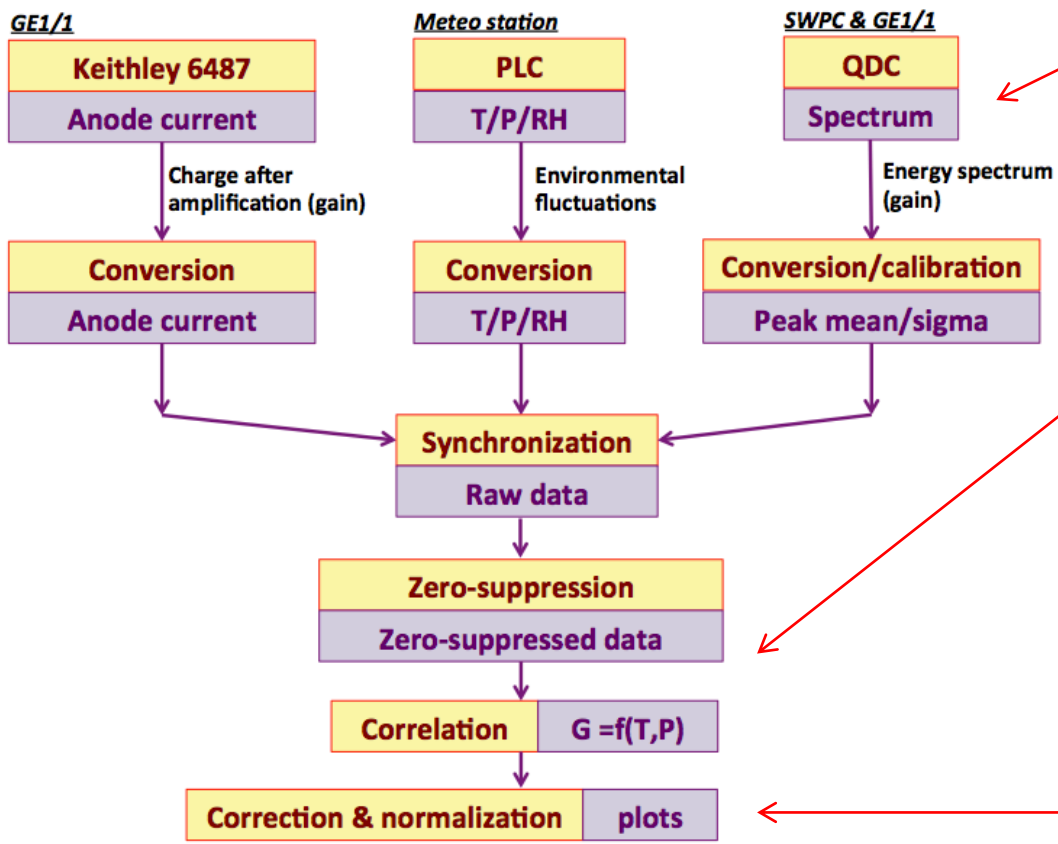 GE1/1
Meteo station
SWPC & GE1/1
Keithley 6487
PLC
QDC
Anode current
T/P/RH
Spectrum
Charge after
amplification (gain)
Environmental
fluctuations
Energy spectrum
(gain)
Conversion
Conversion
Conversion/calibration
Anode current
T/P/RH
Peak mean/sigma
Synchronization
Raw data
Zero-suppression
Zero-suppressed data
Correlation
G =f(T,P)
Correction & normalization
plots